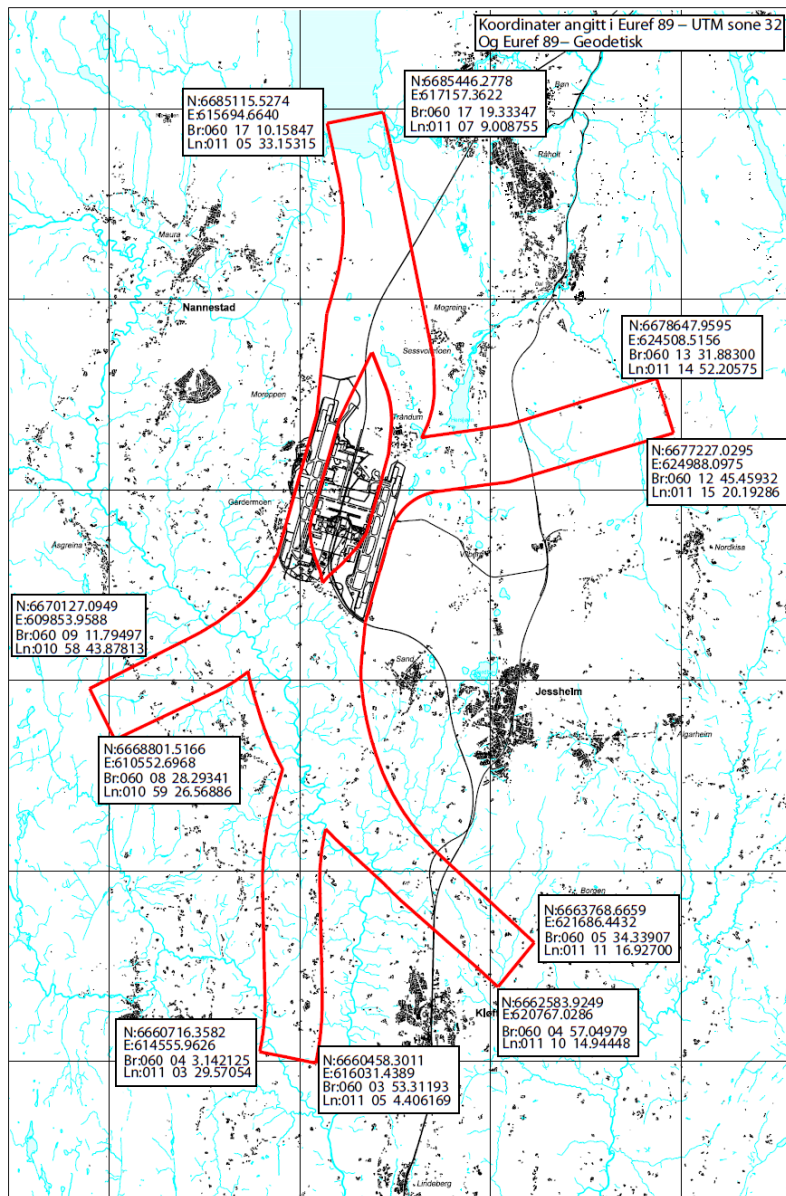 Koordinater angitt i Euref 89 – UTM sone 32
Og Euref 89– Geodetisk
N:6685446.2778
E:617157.3622
Br:060 17 19.33347
Ln:011 07 9.008755
Bøn
N:6685115.5274
E:615694.6640
Br:060 17 10.15847
Ln:011 05 33.15315
Råholt
Maura
Nannestad
Mogreina
Sessvollmoen
N:6678647.9595
E:624508.5156
Br:060 13 31.88300
Ln:011 14 52.20575
Moreppen
Trandum
N:6677227.0295
E:624988.0975
Br:060 12 45.45932
Ln:011 15 20.19286
Gardermoen
Åsgreina
Nordkisa
N:6670127.0949
E:609853.9588
Br:060 09 11.79497
Ln:010 58 43.87813
Sand
Jessheim
Algarheim
N:6668801.5166
E:610552.6968
Br:060 08 28.29341
Ln:010 59 26.56886
Borgen
N:6663768.6659
E:621686.4432
Br:060 05 34.33907
Ln:011 11 16.92700
N:6662583.9249
E:620767.0286
Br:060 04 57.04979
Ln:011 10 14.94448
N:6660716.3582
E:614555.9626
Br:060 04 3.142125
Ln:011 03 29.57054
N:6660458.3011
E:616031.4389
Br:060 03 53.31193
Ln:011 05 4.406169
Lindeberg